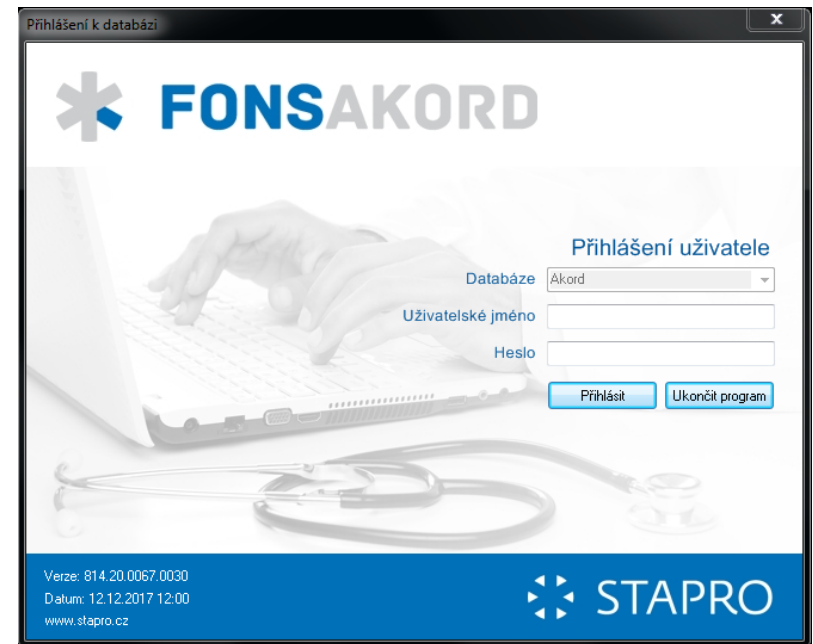 Přihlášení k databázi
FONSAKORD
Přihlášení uživatele
Databáze Akord
Uživatelské jméno
Heslo
Přihlásit Ukončit program
Verze: 814.20.0067.0030
Datum: 12.12.2017 12:00
www.stapro.cz
STAPRO